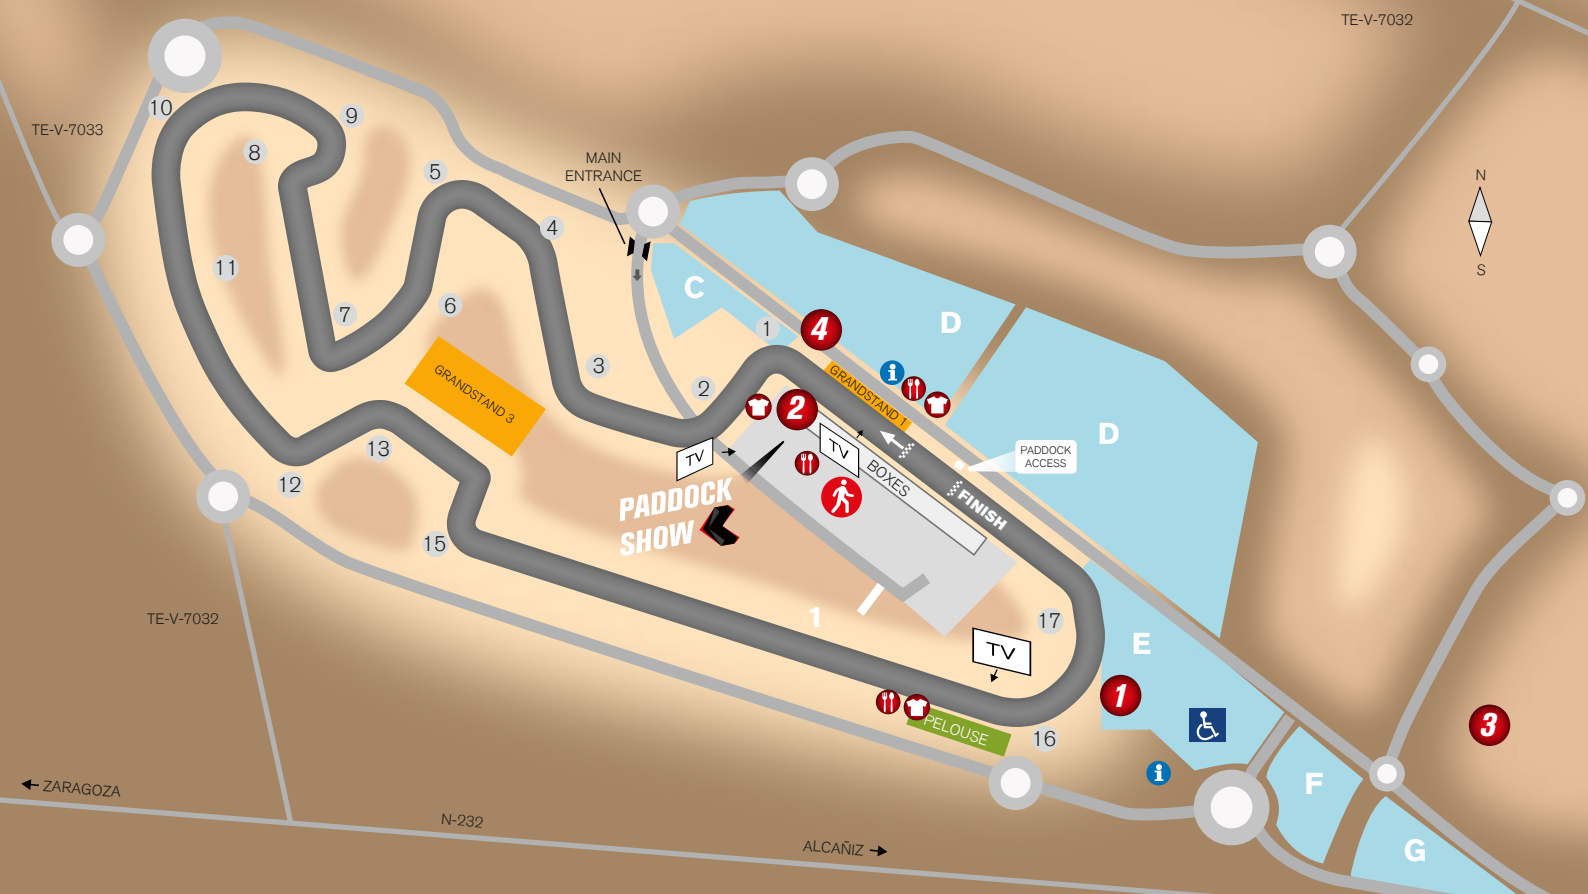 TE-V-7032
10
9
TE-V-7033
8
5
MAIN
ENTRANCE
N
S
4
11
C
7
6
1
4
D
3
GRANDSTAND 3
2
GRANDSTAND 1
i
2
D
13
TV
TV
BOXES
PADDOCK
ACCESS
12
PADDOCK
SHOW
FINISH
15
TE-V-7032
1
17
TV
E
1
3
PELOUSE
16
i
F
ZARAGOZA
N-232
ALCAÑIZ
G